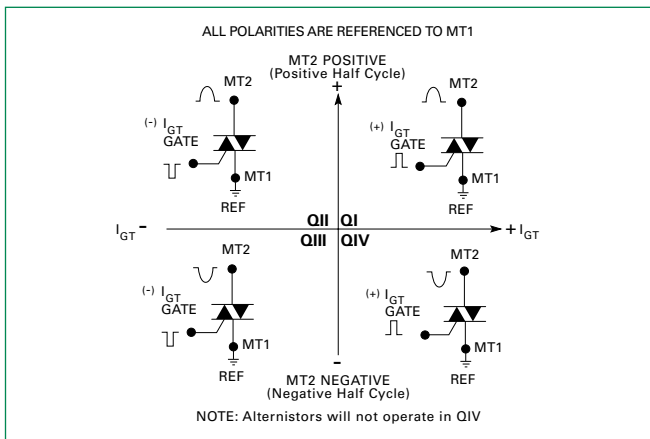 ALL POLARITIES ARE REFERENCED TO MT1
MT2 POSITIVE
(Positive Half Cycle)
+
MT2
(-) IGT
GATE
MT1
REF
MT2
(+) IGT
GATE
MT1
REF
IGT -
QII QI
QIII QIV
+ IGT
MT2
(-) IGT
GATE
MT1
REF
MT2
(+) IGT
GATE
MT1
REF
-
MT2 NEGATIVE
(Negative Half Cycle)
NOTE: Alternistors will not operate in QIV